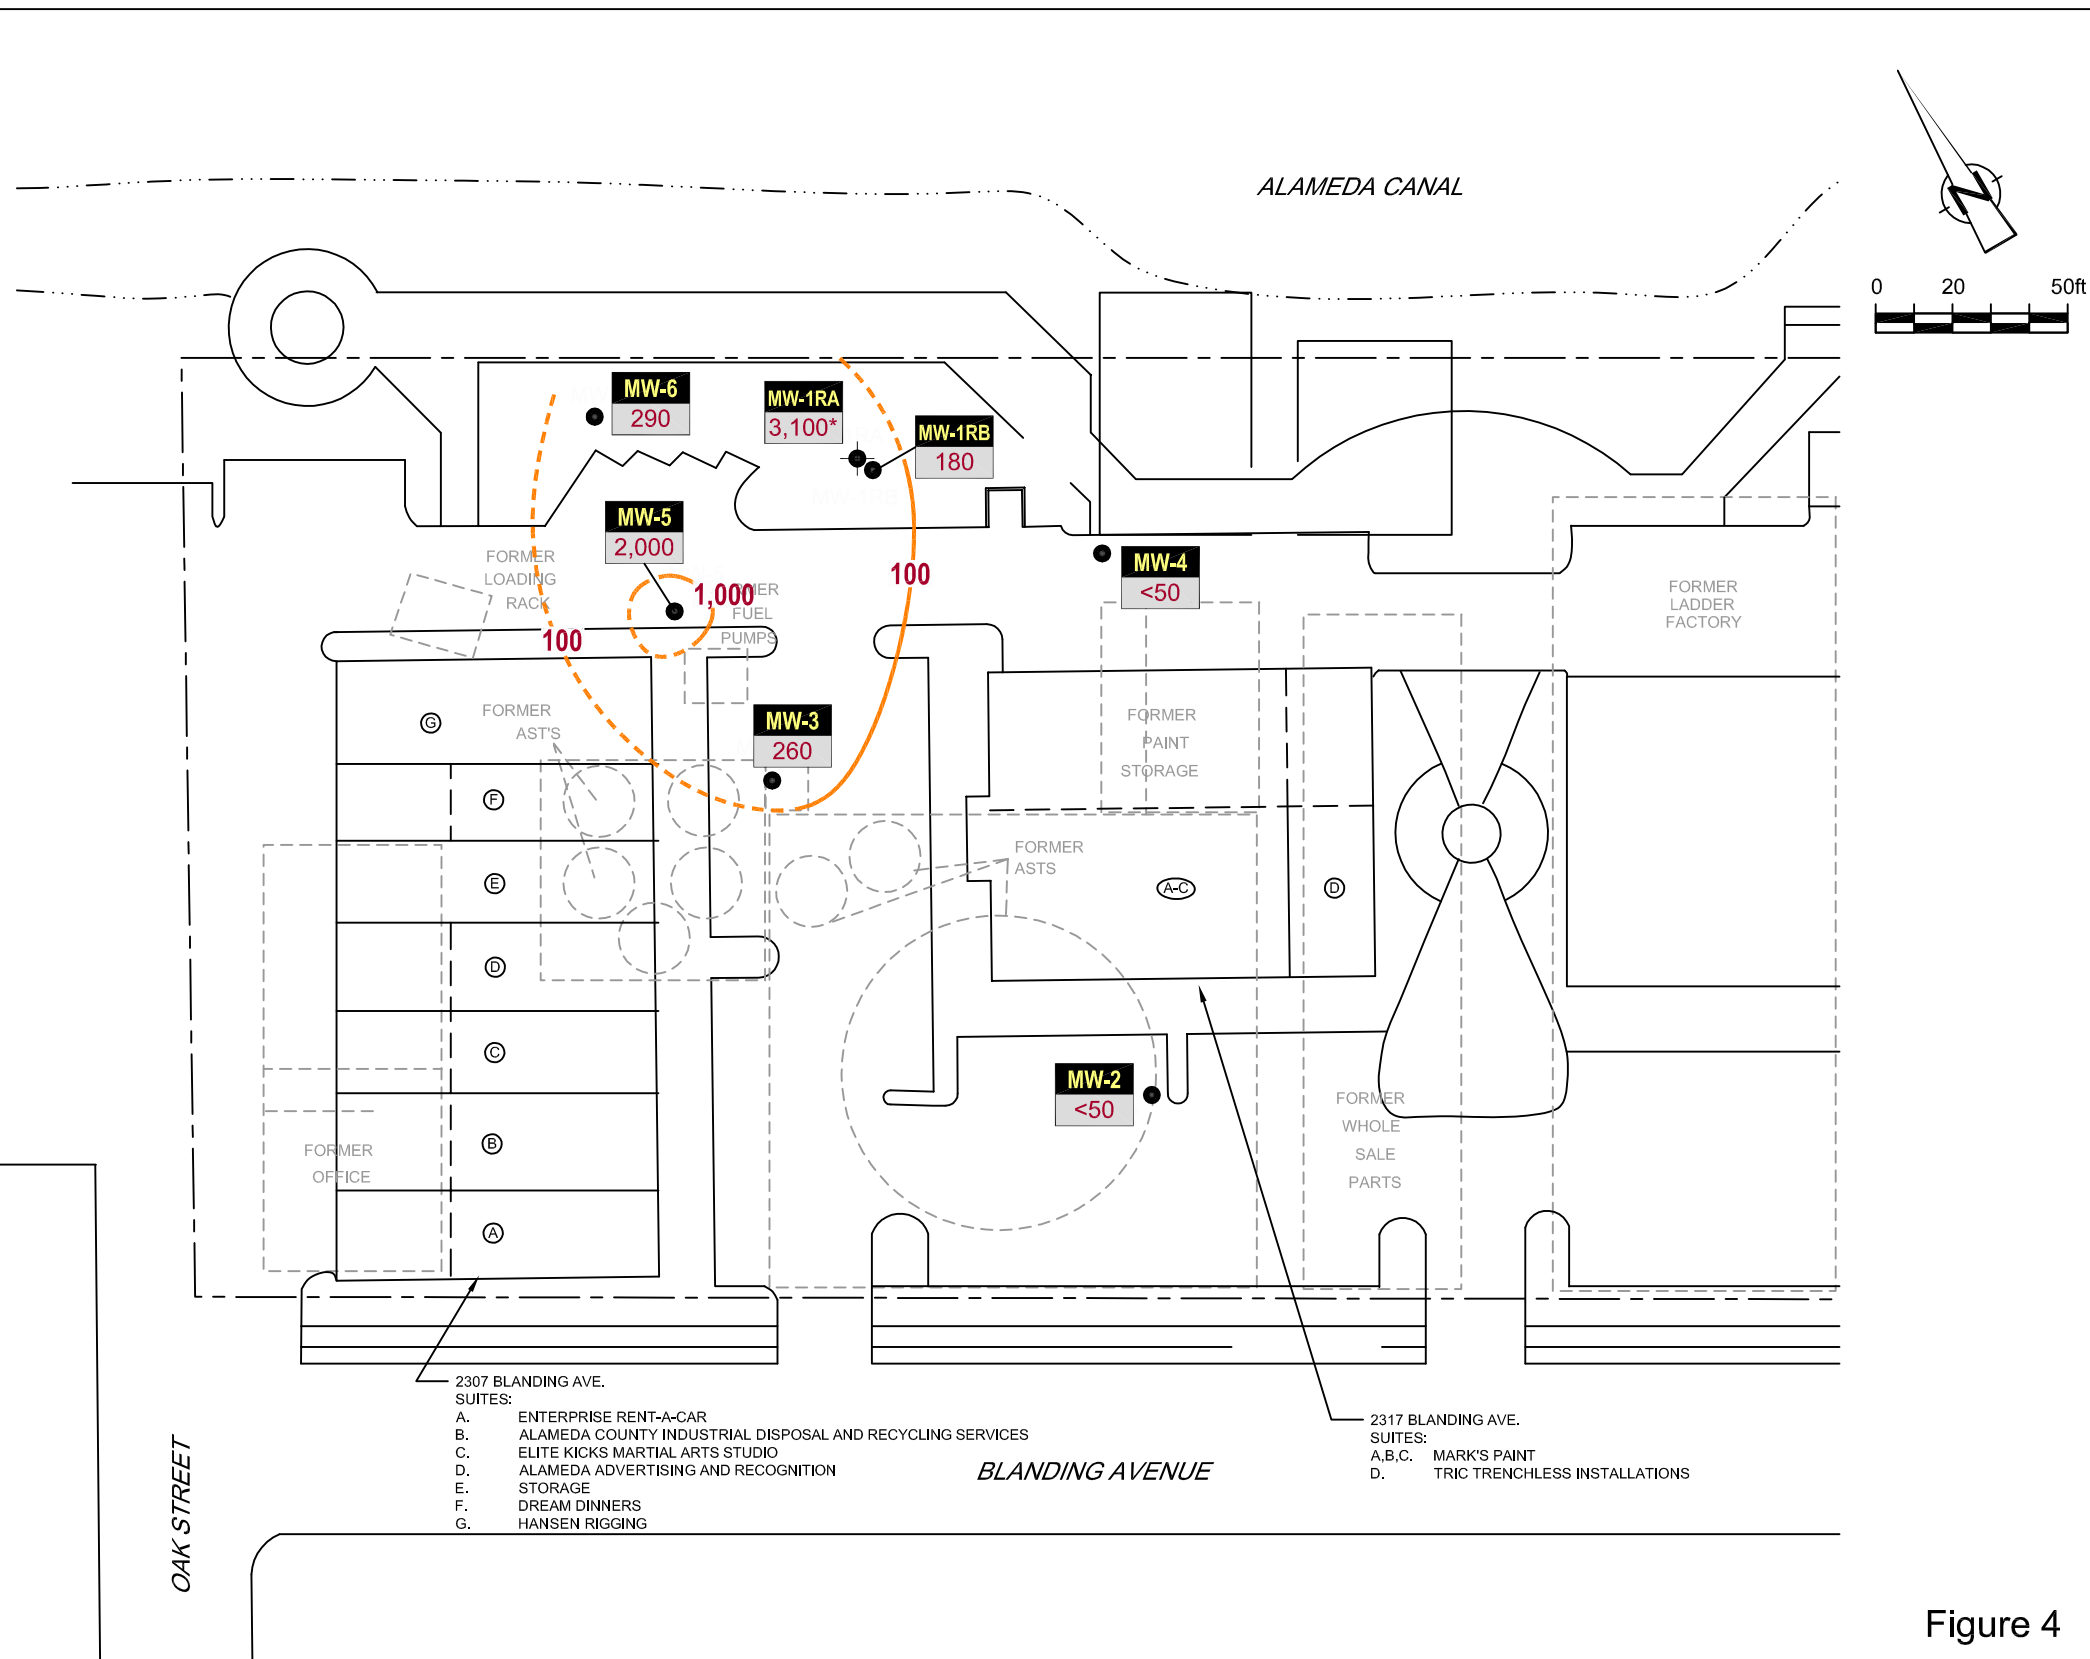 ALAMEDA CANAL
N
0 20 50ft
MW-6
290
MW-1RA
3,100*
MW-1RB
180
MW-5
2,000
MW-4
<50
100
1,000
100
FORMER
LOADING
RACK
FUEL
PUMPS
FORMER
LADDER
FACTORY
MW-3
260
FORMER
AST'S
FORMER
PAINT
STORAGE
G
F
E
D
C
B
A
FORMER
ASTS
A-C
D
MW-2
<50
FORMER
WHOLE
SALE
PARTS
FORMER
OFFICE
2307 BLANDING AVE.
SUITES:
A. ENTERPRISE RENT-A-CAR
B. ALAMEDA COUNTY INDUSTRIAL DISPOSAL AND RECYCLING SERVICES
C. ELITE KICKS MARTIAL ARTS STUDIO
D. ALAMEDA ADVERTISING AND RECOGNITION
E. STORAGE
F. DREAM DINNERS
G. HANSEN RIGGING
2317 BLANDING AVE.
SUITES:
A,B,C. MARK'S PAINT
D. TRIC TRENCHLESS INSTALLATIONS
BLANDING AVENUE
OAK STREET
Figure 4